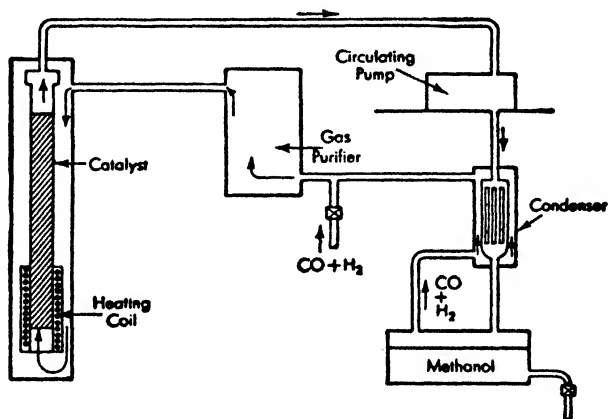 Circulating
Pump
Gas
Purifier
Catalyst
Condenser
CO+H₂
CO
+
H₂
Heating
Coil
Methanol